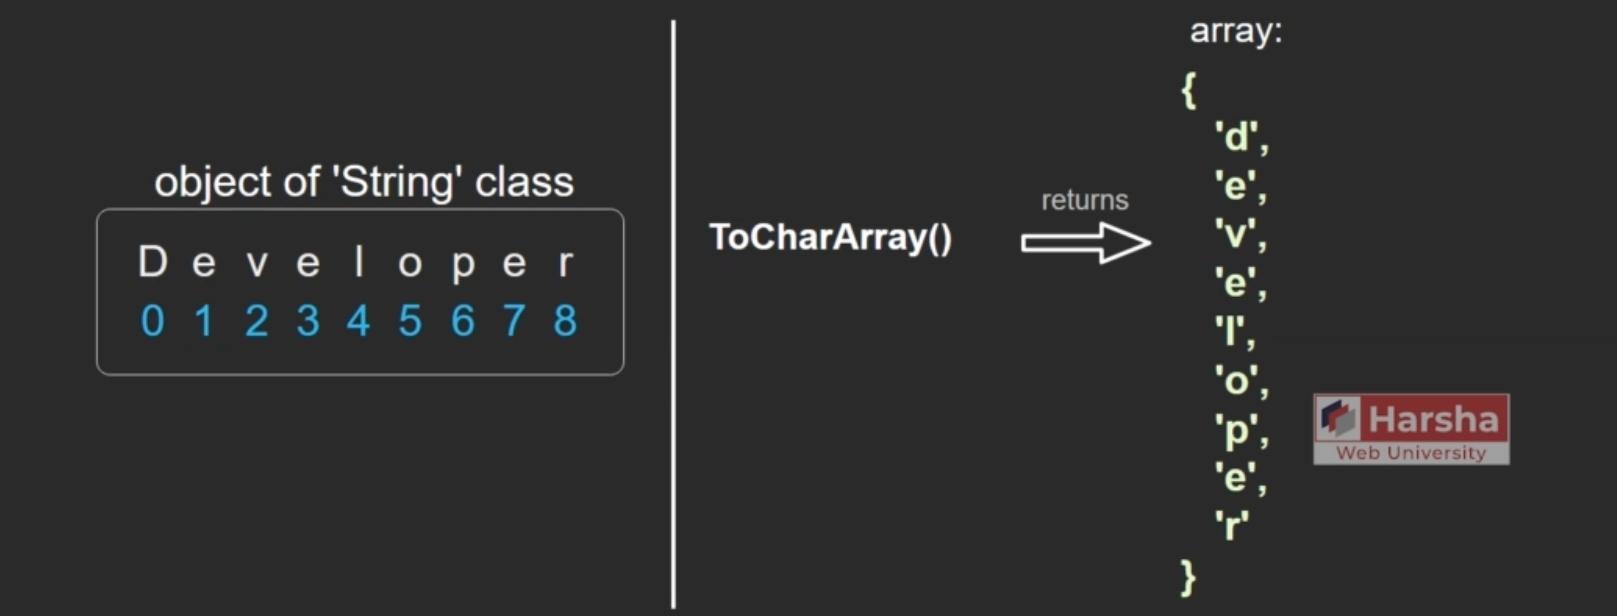 object of 'String' class
D e v e l o p e r
0 1 2 3 4 5 6 7 8
ToCharArray()
returns
array:
{
'd',
'e',
'v',
'e',
'l',
'o',
'p',
'e',
'r'
}
Harsha
Web University